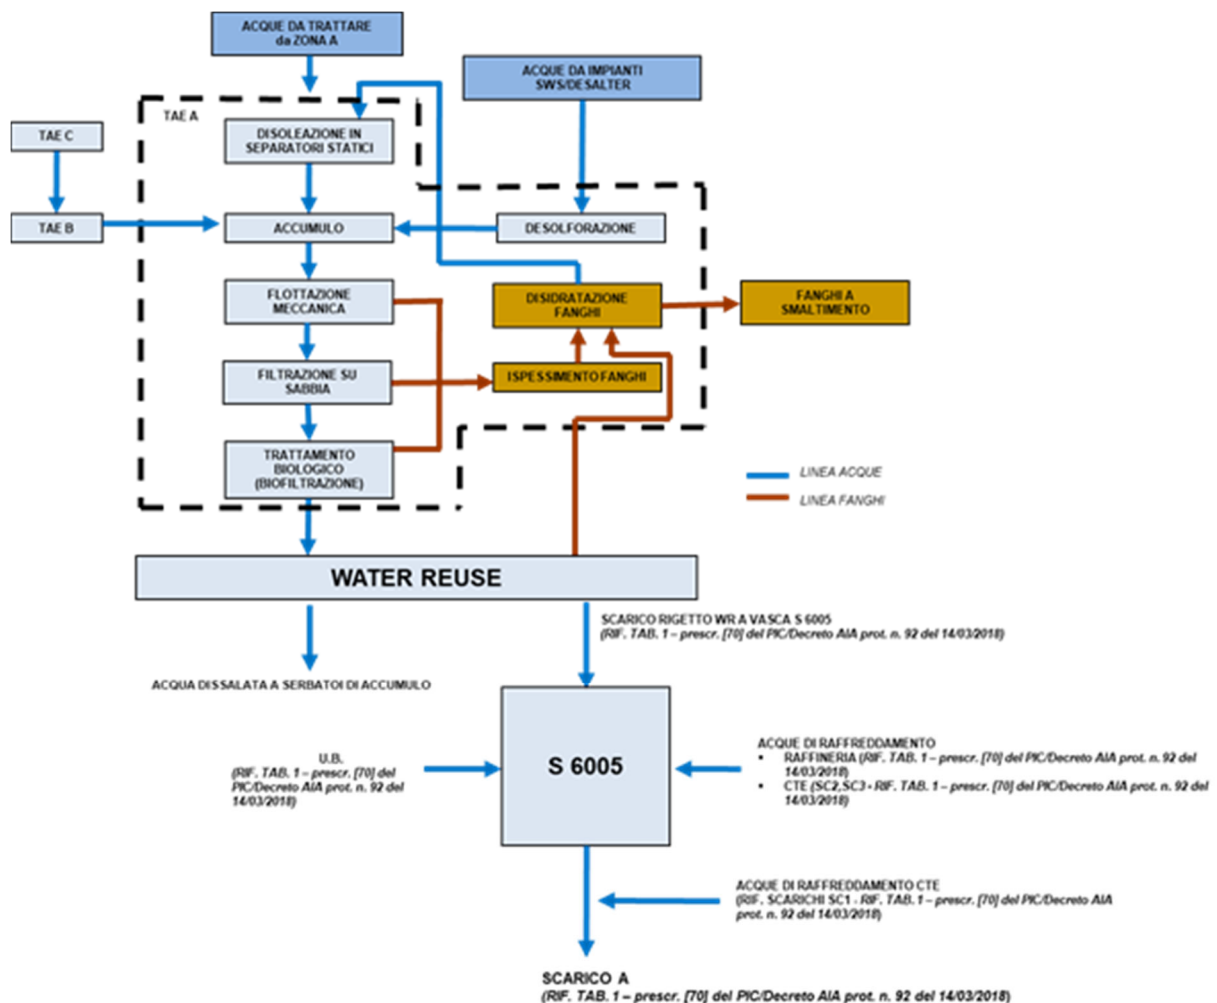 ACQUE DA TRATTARE
da ZONA A
ACQUE DA IMPIANTI
SWS/DESALTER
TAE A
TAE C
DISOLEAZIONE IN
SEPARATORI STATICI
TAE B
ACCUMULO
DESOLFORAZIONE
FLOTTAZIONE
MECCANICA
DISIDRATAZIONE
FANGHI
FANGHI A
SMALTIMENTO
FILTRAZIONE SU
SABBIA
ISPESSIMENTO FANGHI
TRATTAMENTO
BIOLOGICO
(BIOFILTRAZIONE)
LINEA ACQUE
LINEA FANGHI
WATER REUSE
SCARICO RIGETTO WR A VASCA S 6005
(RIF. TAB. 1 – prescr. [70] del PIC/Decreto AIA prot. n. 92 del 14/03/2018)
ACQUA DISSALATA A SERBATOI DI ACCUMULO
U.B.
(RIF. TAB. 1 – prescr. [70] del
PIC/Decreto AIA prot. n. 92 del
14/03/2018)
S 6005
ACQUE DI RAFFREDDAMENTO
▪ RAFFINERIA (RIF. TAB. 1 – prescr. [70] del PIC/Decreto AIA prot. n. 92 del
14/03/2018)
▪ CTE (SC2,SC3 - RIF. TAB. 1 – prescr. [70] del PIC/Decreto AIA prot. n. 92 del
14/03/2018)
ACQUE DI RAFFREDDAMENTO CTE
(RIF. SCARICHI SC1 - RIF. TAB. 1 – prescr. [70] del PIC/Decreto AIA
prot. n. 92 del 14/03/2018)
SCARICO A
(RIF. TAB. 1 – prescr. [70] del PIC/Decreto AIA prot. n. 92 del 14/03/2018)